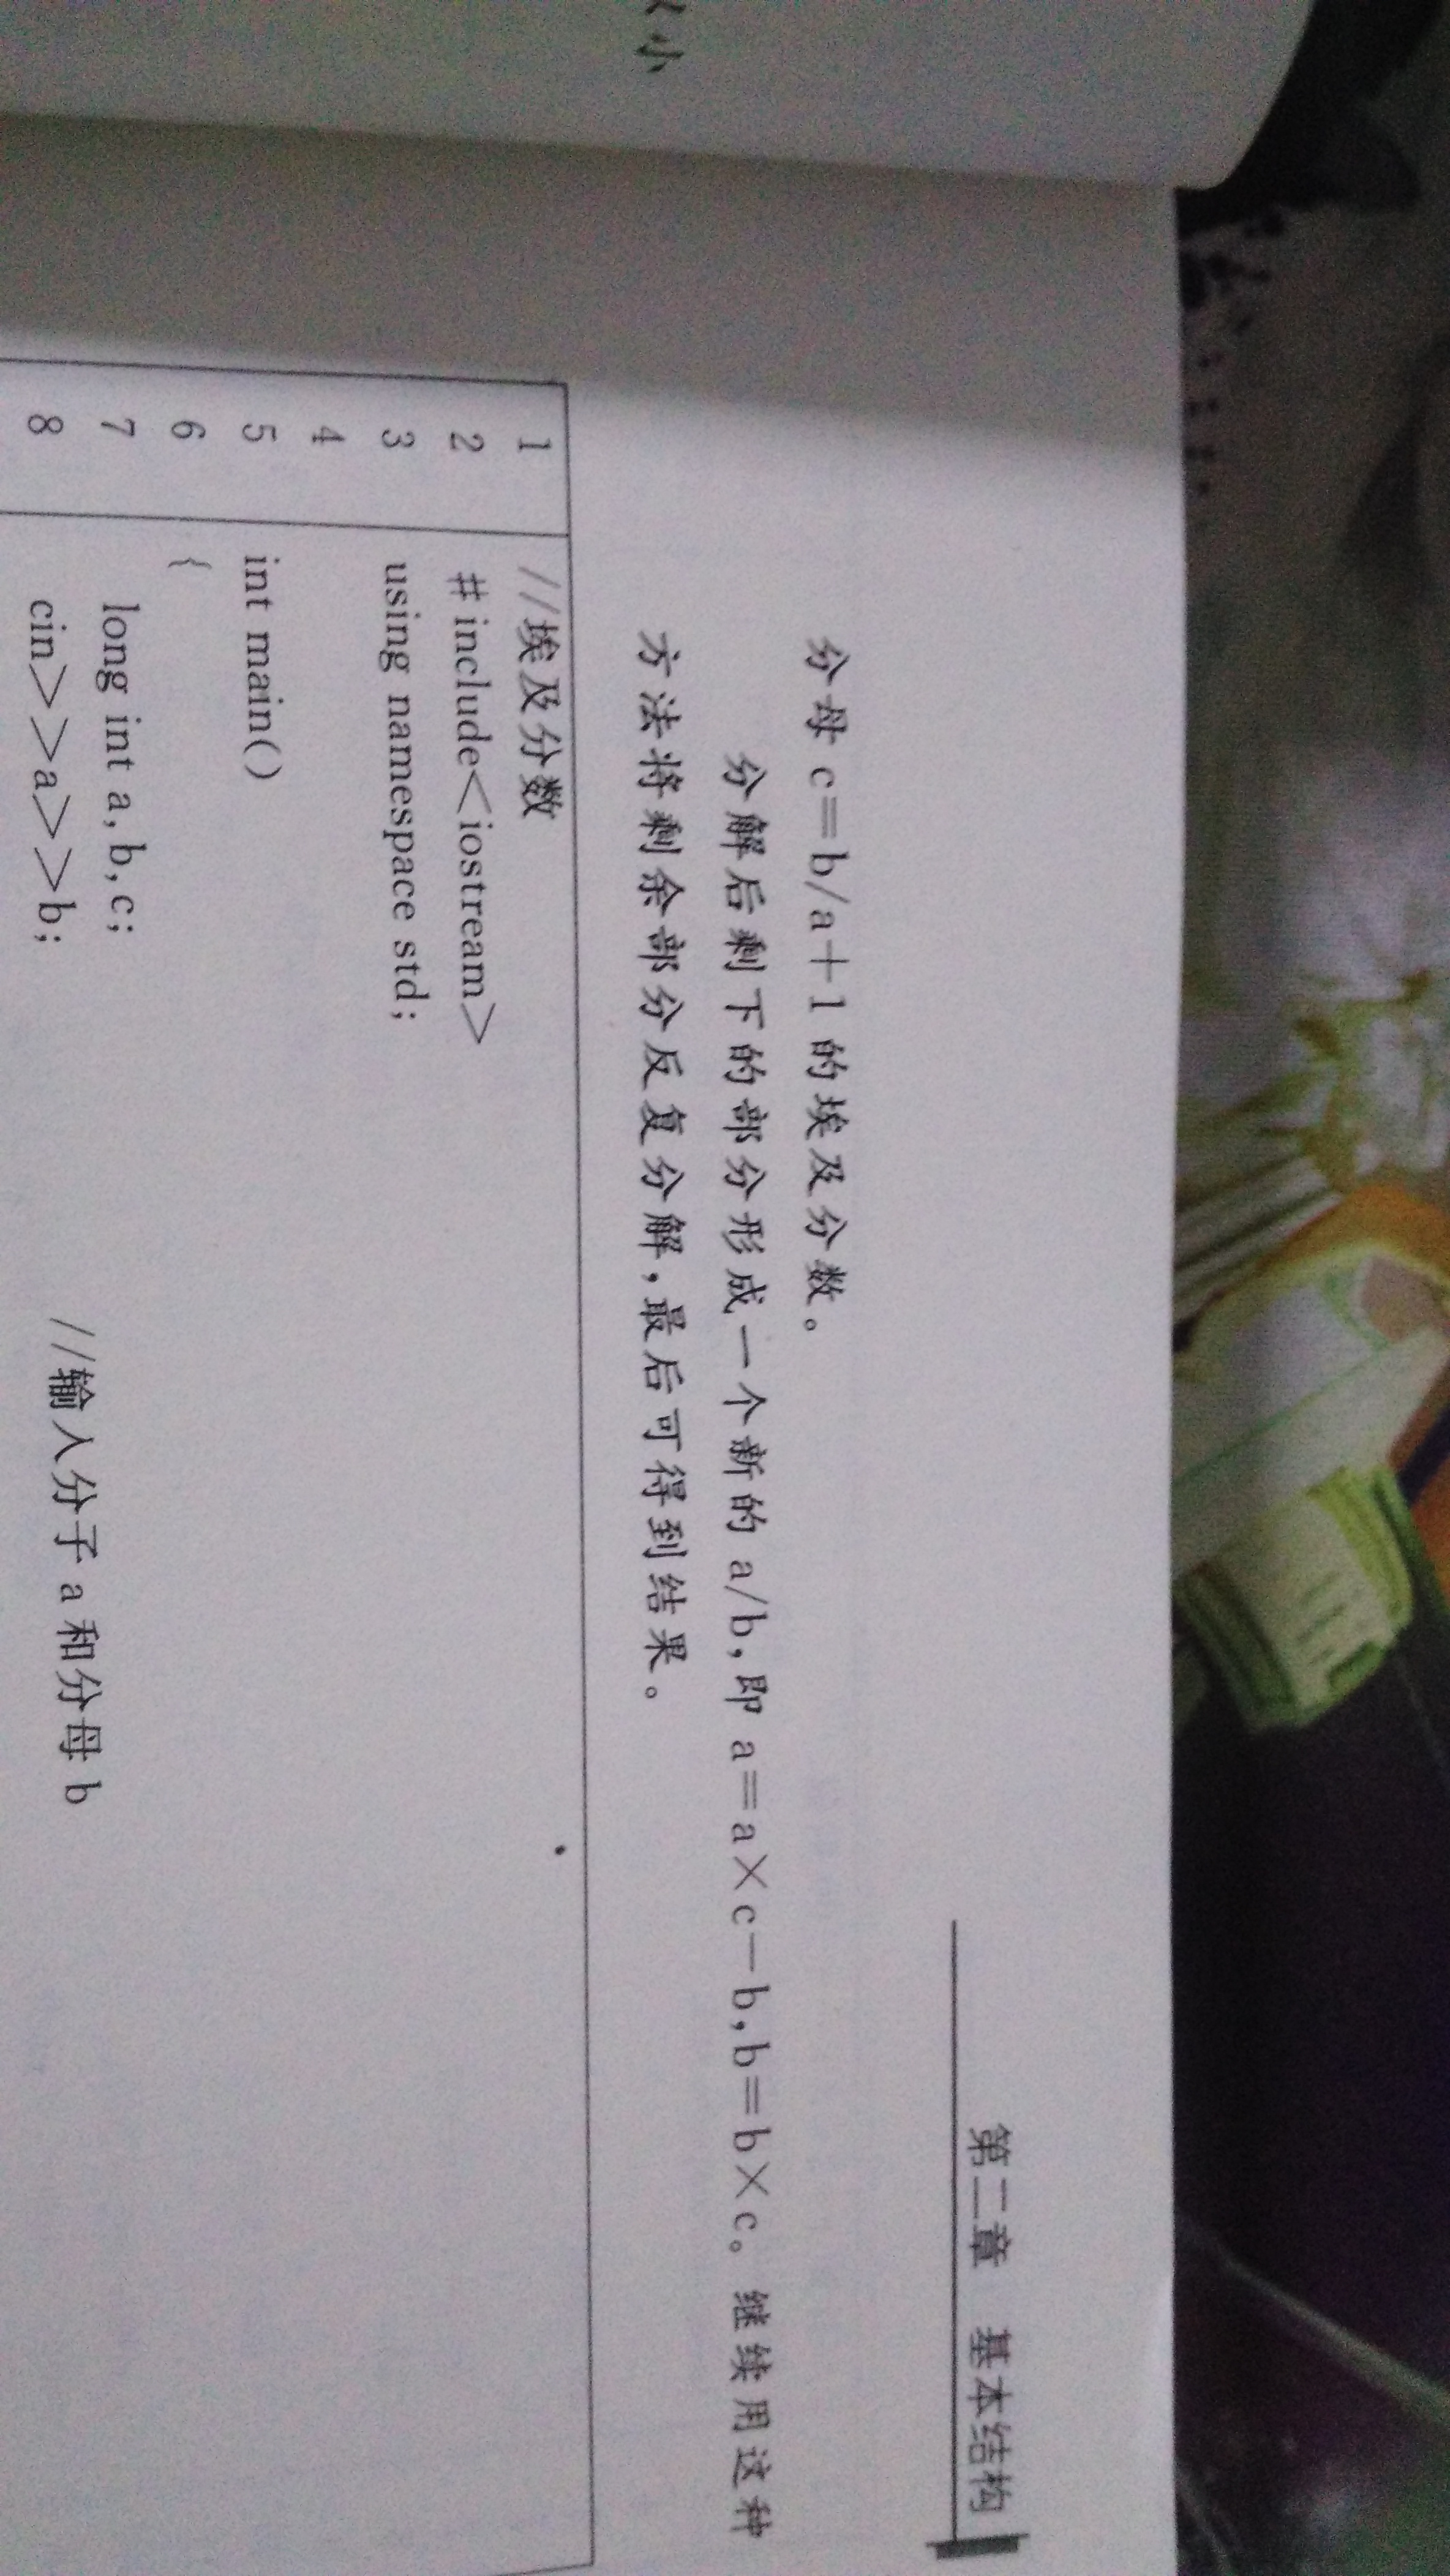 第二章 基本结构
分母 c=b/a+1 的埃及分数。
分解后剩下的部分形成一个新的 a/b,即 a=a×c-b,b=b×c。继续用这种
方法将剩余部分反复分解,最后可得到结果。
1 //埃及分数
2 #include<iostream>
3 using namespace std;
4
5 int main()
6 {
7 long int a,b,c;
8 cin>>a>>b; //输入分子 a 和分母 b
小